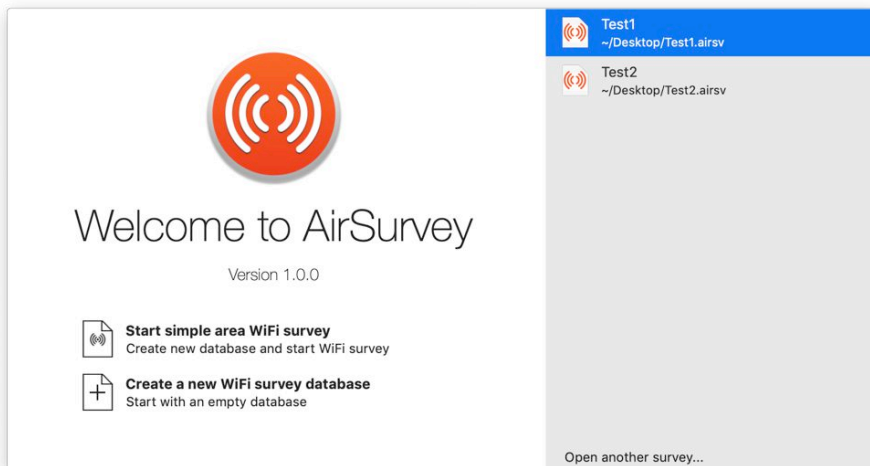 Welcome to AirSurvey
Version 1.0.0
Start simple area WiFi survey
Create new database and start WiFi survey
Create a new WiFi survey database
Start with an empty database
Test1
~/Desktop/Test1.airsv
Test2
~/Desktop/Test2.airsv
Open another survey...